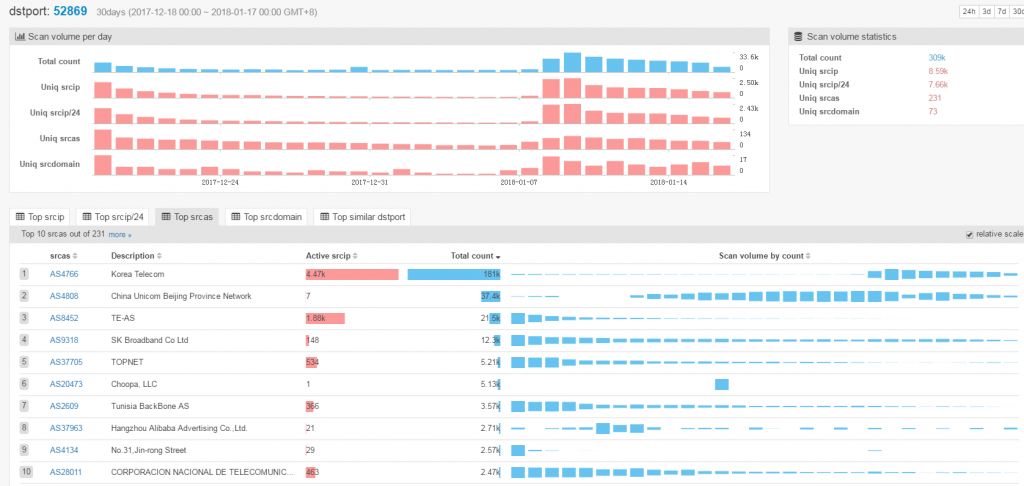 dstport: 52869 30days (2017-12-18 00:00 ~ 2018-01-17 00:00 GMT+8) 24h 3d 7d 30d
Scan volume per day
Total count 33.6k 0
Uniq srcip 2.50k 0
Uniq srcip/24 2.43k 0
Uniq srcas 134 0
Uniq srcdomain 17 0
2017-12-24 2017-12-31 2018-01-07 2018-01-14
Scan volume statistics
Total count 309k
Uniq srcip 8.59k
Uniq srcip/24 7.66k
Uniq srcas 231
Uniq srcdomain 73
Top srcip Top srcip/24 Top srcas Top srcdomain Top similar dstport
Top 10 srcas out of 231 more » relative scale
srcas Description Active srcip Total count Scan volume by count
1 AS4766 Korea Telecom 4.47k 181k
2 AS4808 China Unicom Beijing Province Network 7 37.4k
3 AS8452 TE-AS 1.88k 21.5k
4 AS9318 SK Broadband Co Ltd 148 12.3k
5 AS37705 TOPNET 534 5.21k
6 AS20473 Choopa, LLC 1 5.13k
7 AS2609 Tunisia BackBone AS 366 3.57k
8 AS37963 Hangzhou Alibaba Advertising Co.,Ltd. 21 2.71k
9 AS4134 No.31,Jin-rong Street 29 2.57k
10 AS28011 CORPORACION NACIONAL DE TELECOMUNIC... 463 2.47k